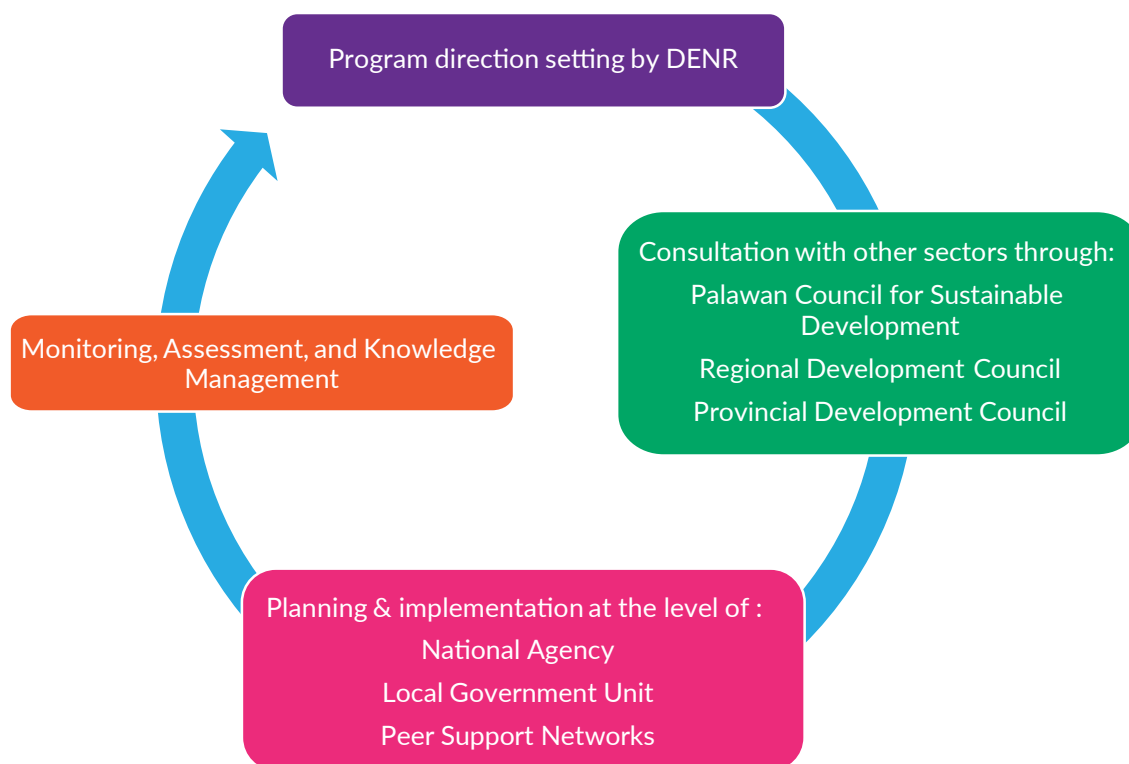 Program direction setting by DENR
Consultation with other sectors through:
Palawan Council for Sustainable
Development
Regional Development Council
Provincial Development Council
Planning & implementation at the level of :
National Agency
Local Government Unit
Peer Support Networks
Monitoring, Assessment, and Knowledge
Management